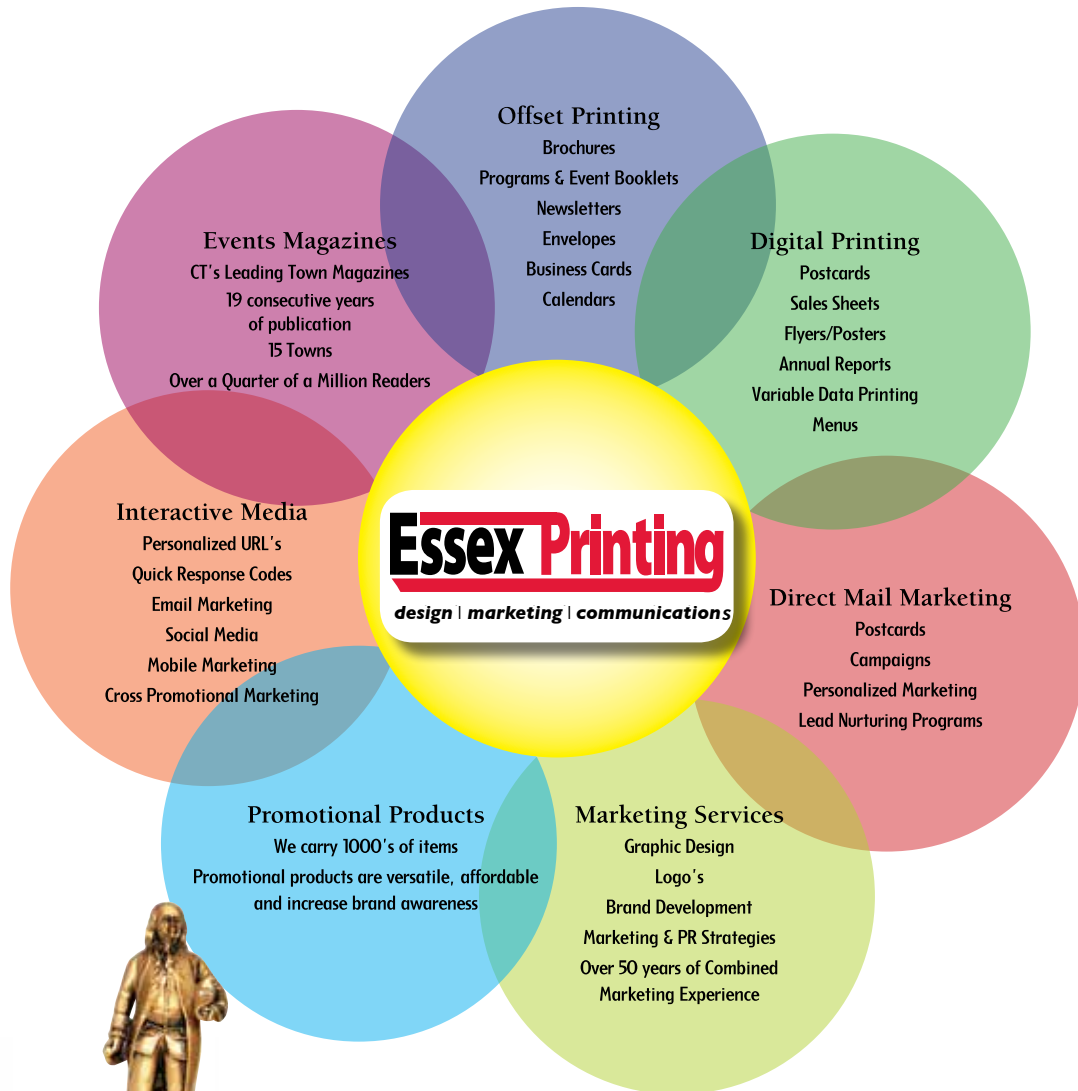 Offset Printing
Brochures
Programs & Event Booklets
Newsletters
Envelopes
Business Cards
Calendars
Digital Printing
Postcards
Sales Sheets
Flyers/Posters
Annual Reports
Variable Data Printing
Menus
Direct Mail Marketing
Postcards
Campaigns
Personalized Marketing
Lead Nurturing Programs
Marketing Services
Graphic Design
Logo's
Brand Development
Marketing & PR Strategies
Over 50 years of Combined
Marketing Experience
Promotional Products
We carry 1000's of items
Promotional products are versatile, affordable
and increase brand awareness
Interactive Media
Personalized URL's
Quick Response Codes
Email Marketing
Social Media
Mobile Marketing
Cross Promotional Marketing
Events Magazines
CT's Leading Town Magazines
19 consecutive years
of publication
15 Towns
Over a Quarter of a Million Readers
Essex Printing
design | marketing | communications